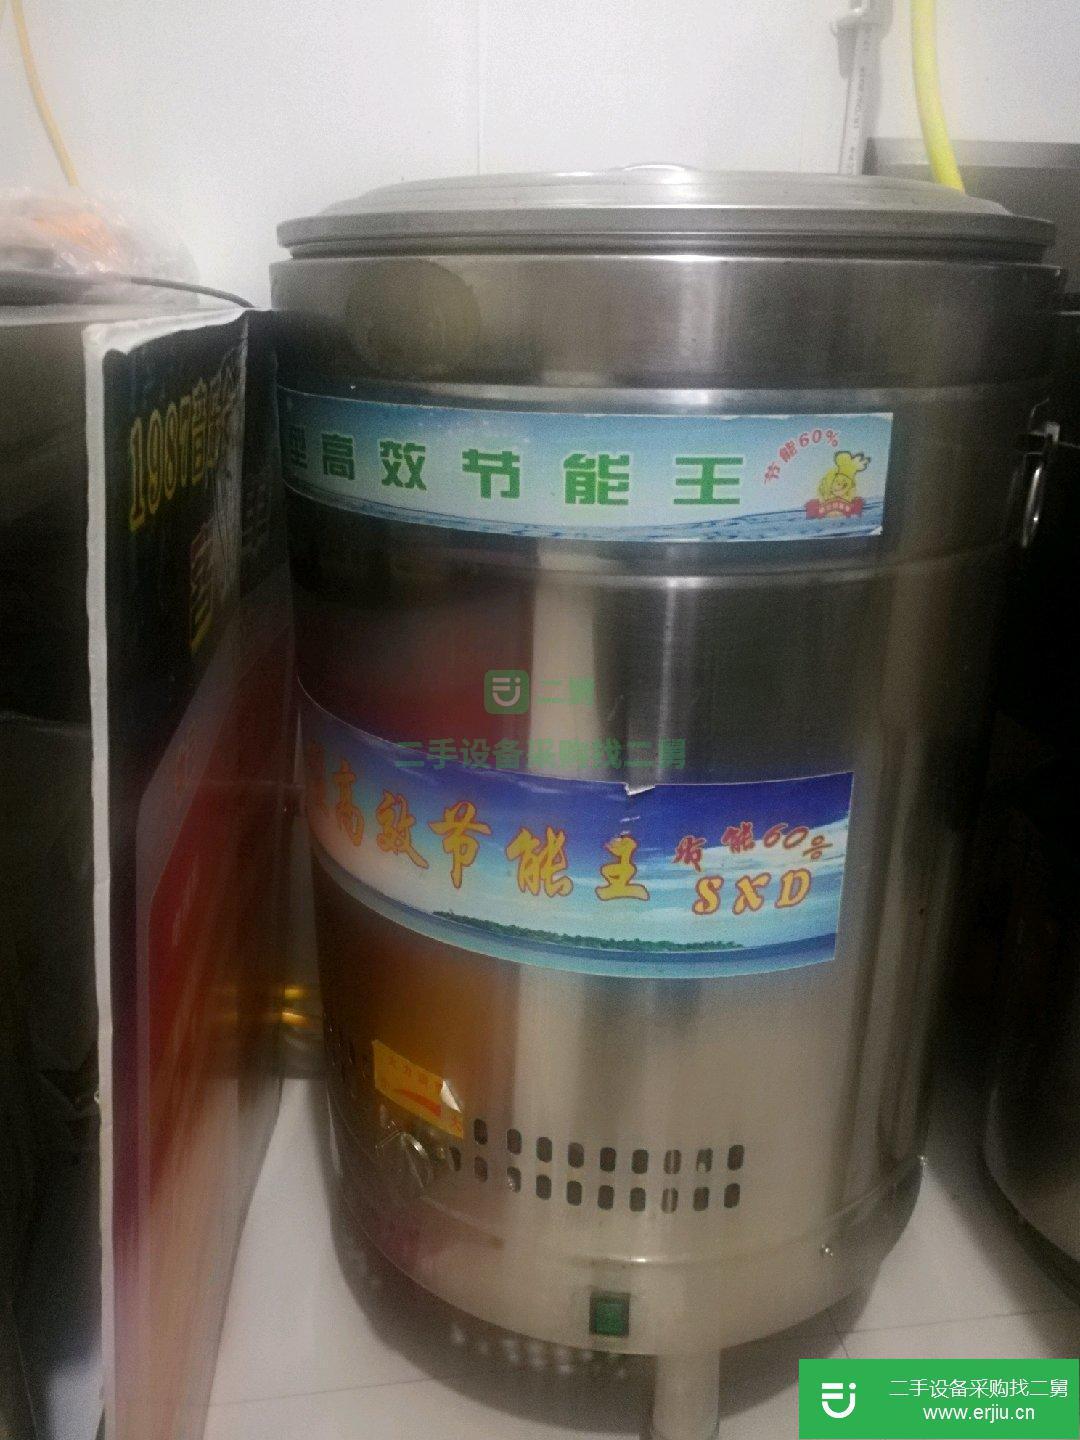 型高效节能王
节能60%
1987
二舅
二手设备采购找二舅
高效节能王
节能60%
SXD
大
二手设备采购找二舅
www.erjiu.cn